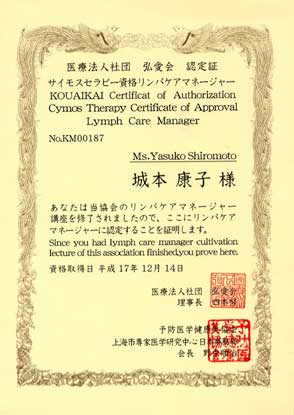 医療法人社団 弘愛会 認定証
サイモスセラピー資格リンパケアマネージャー
KOUAIKAI Certificat of Authorization
Cymos Therapy Certificate of Approval
Lymph Care Manager
No.KM00187
Ms.Yasuko Shiromoto
城本 康子 様
あなたは当協会のリンパケアマネージャー
講座を修了されましたので、ここにリンパケア
マネージャーに認定することを証明します。
Since you had lymph care manager cultivation
lecture of this association finished,you prove here.
資格取得日 平成 17年 12月 14日
医療法人社団 弘愛会
理事長
予防医学健康美協会
上海市専家医学研究中心日本事務局
会長